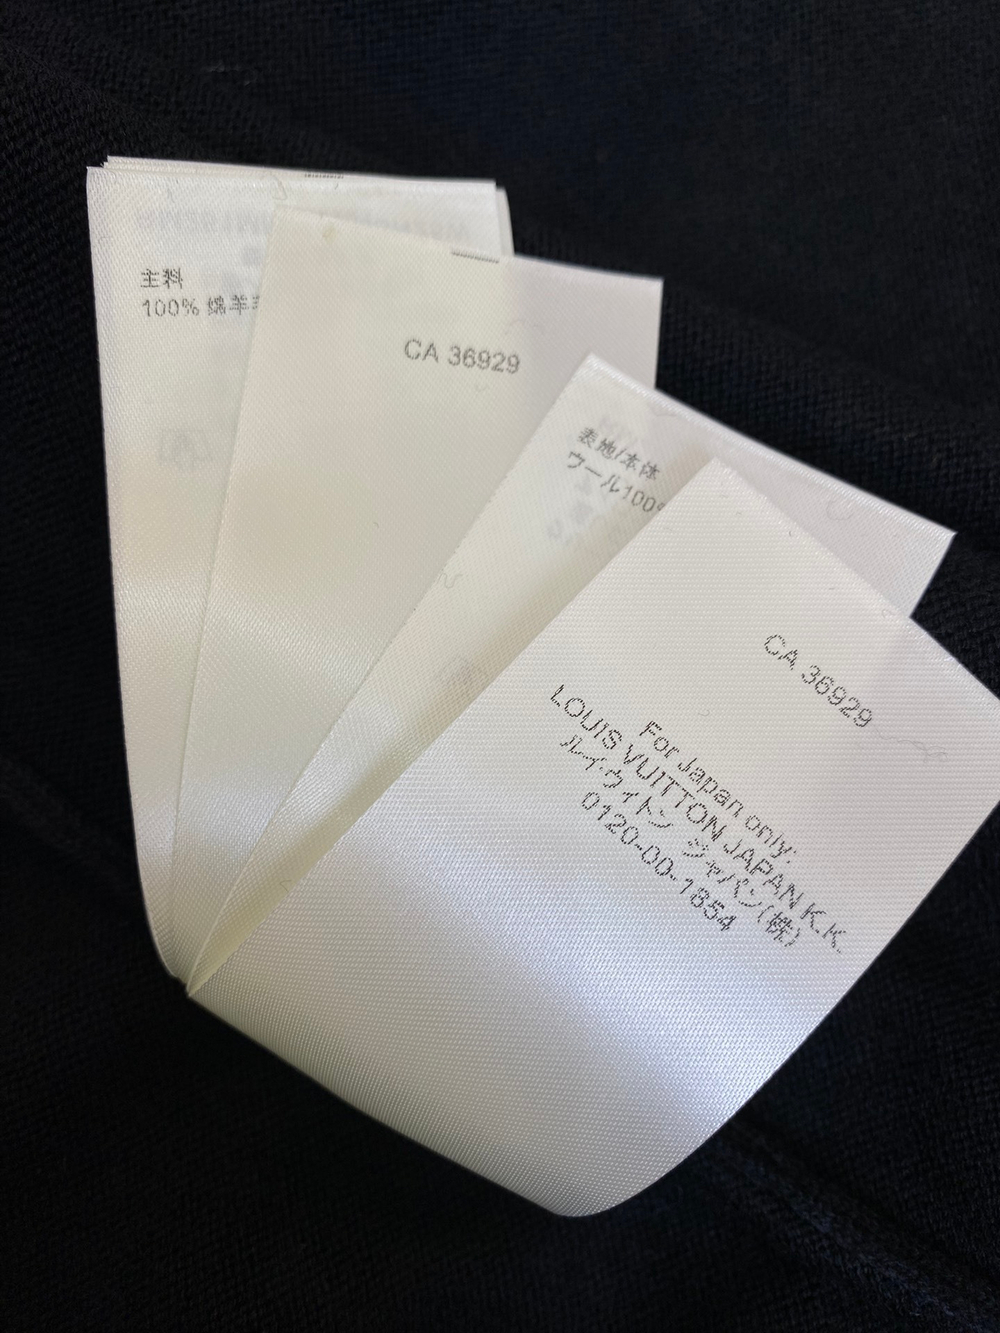 主料
100% 绵羊毛
CA 36929
表地/本体
ウール100%
CA 36929
For Japan only:
LOUIS VUITTON JAPAN K.K.
ルイ・ヴィトン ジャパン(株)
0120-00-1854